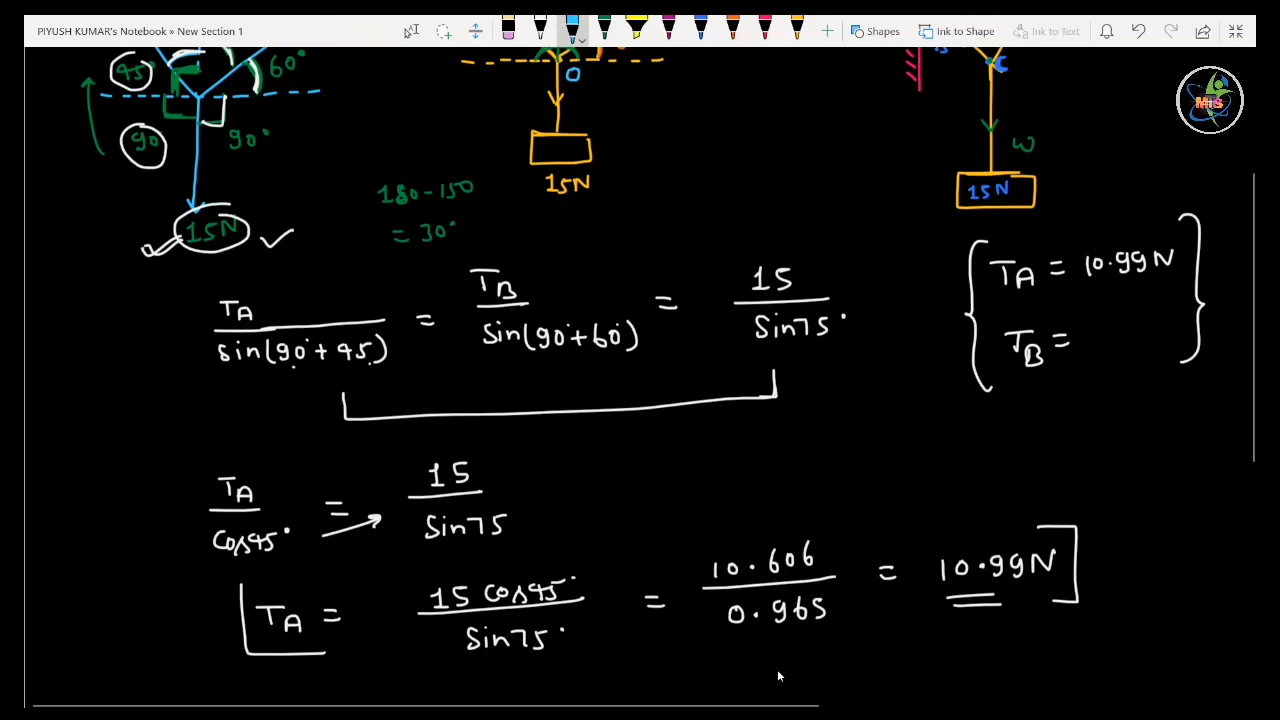 PIYUSH KUMAR's Notebook » New Section 1
Shapes
Ink to Shape
Ink to Text
Mis
45°
60°
90
90°
15N
O
15N
180-150
= 30°
C
W
15N
TA / sin(90°+45) = TB / sin(90°+60°) = 15 / sin75°
TA = 10.99N
TB =
TA / cos45° = 15 / sin75
TA = 15 cos45° / sin75° = 10.606 / 0.965 = 10.99N